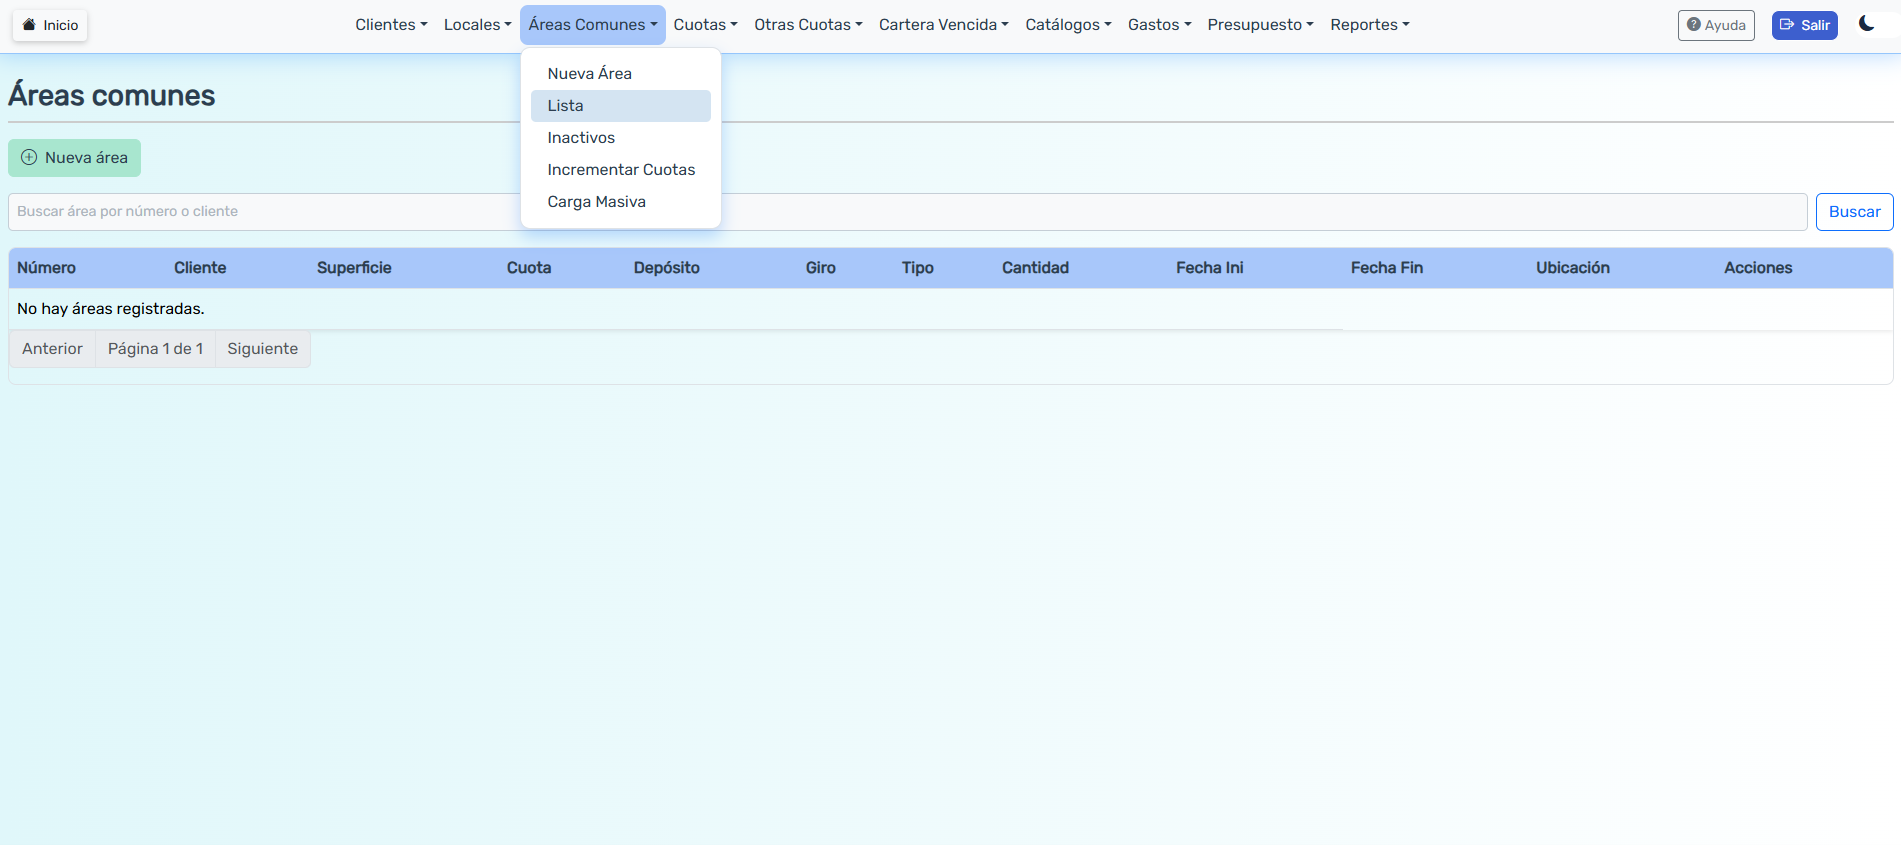 Inicio
Clientes Locales Áreas Comunes Cuotas Otras Cuotas Cartera Vencida Catálogos Gastos Presupuesto Reportes
Ayuda
Salir
Nueva Área
Lista
Inactivos
Incrementar Cuotas
Carga Masiva
Áreas comunes
Nueva área
Buscar área por número o cliente
Buscar
Número Cliente Superficie Cuota Depósito Giro Tipo Cantidad Fecha Ini Fecha Fin Ubicación Acciones
No hay áreas registradas.
Anterior Página 1 de 1 Siguiente